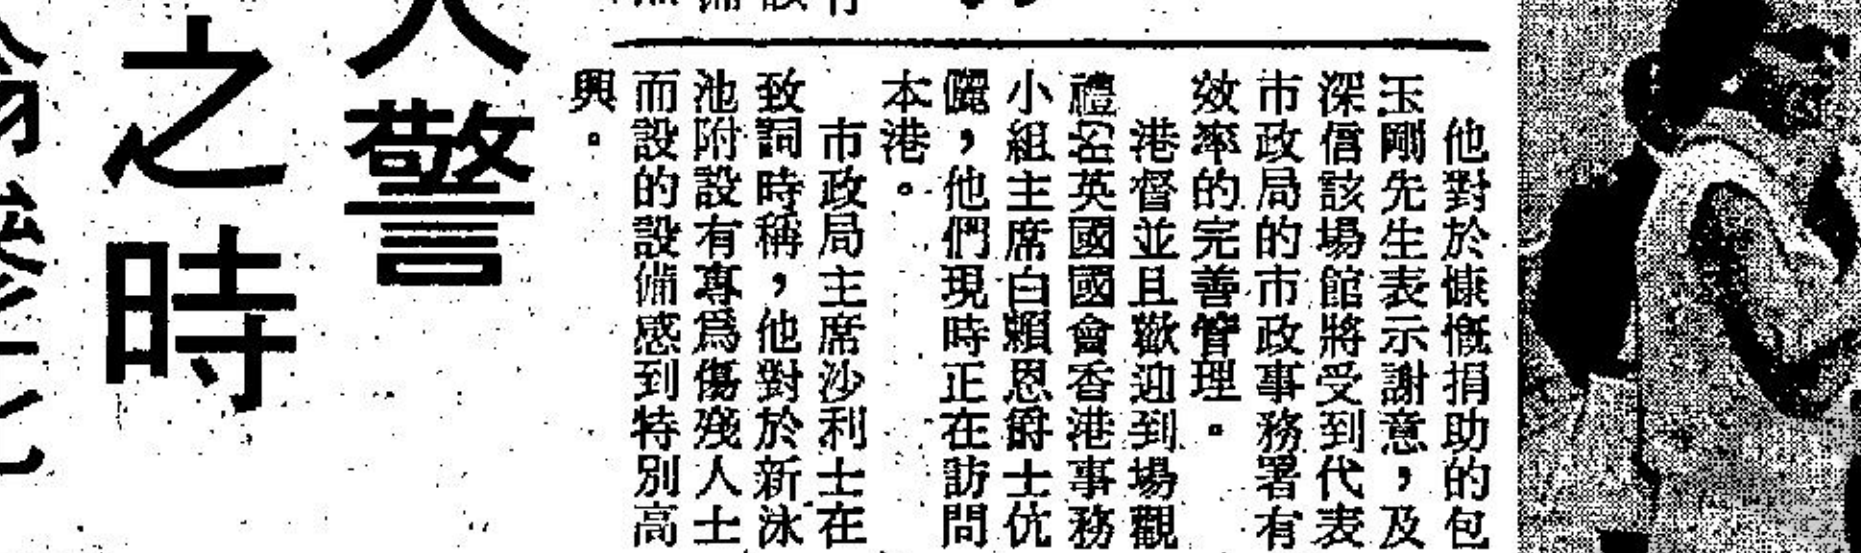 他對於慷慨捐助的包
玉剛先生表示謝意，及
深信該場館將受到代表
市政局的市政事務署有
效率的完善管理。
港督並且歡迎到場觀
禮嘅英國國會香港事務
小組主席白賴恩爵士伉
儷，他們現時正在訪問
本港。
市政局主席沙利士在
致詞時稱，他對於新泳
池附設有專為傷殘人士
而設的設備感到特別高
興。
人警
之時